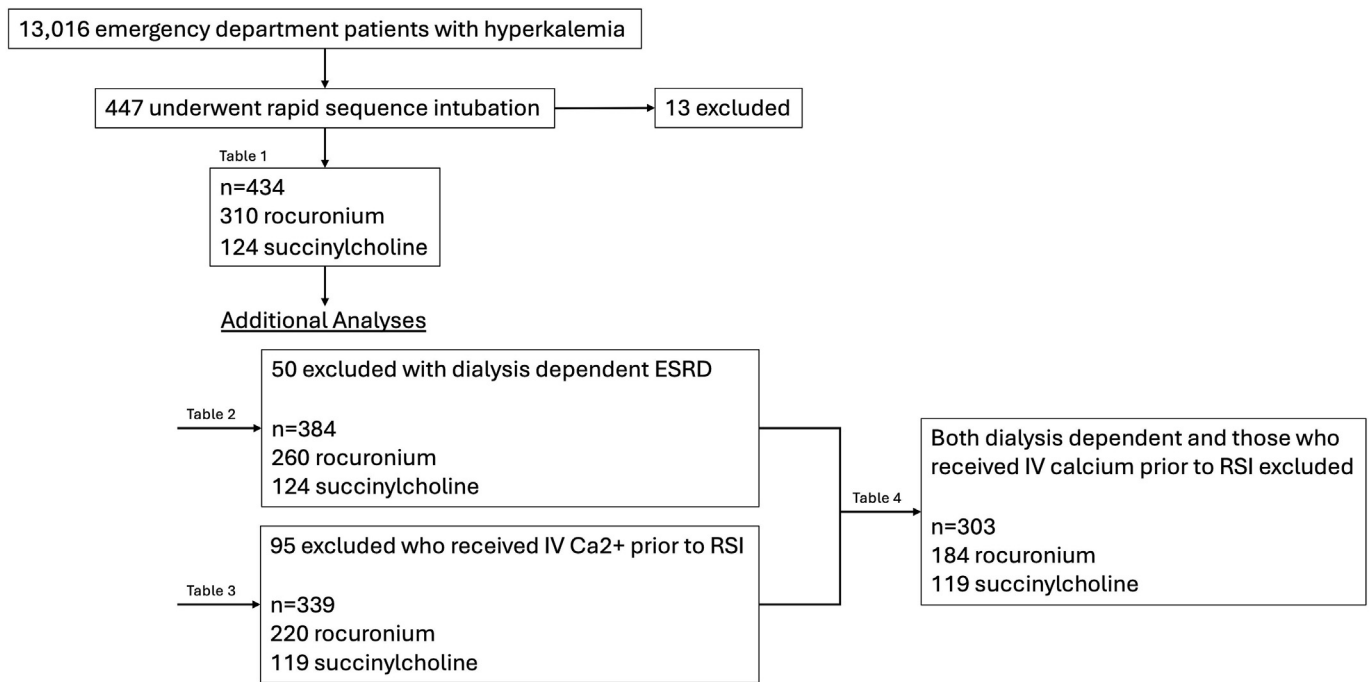 13,016 emergency department patients with hyperkalemia
447 underwent rapid sequence intubation
13 excluded
Table 1
n=434
310 rocuronium
124 succinylcholine
Additional Analyses
Table 2
50 excluded with dialysis dependent ESRD
n=384
260 rocuronium
124 succinylcholine
Table 3
95 excluded who received IV Ca2+ prior to RSI
n=339
220 rocuronium
119 succinylcholine
Table 4
Both dialysis dependent and those who
received IV calcium prior to RSI excluded
n=303
184 rocuronium
119 succinylcholine